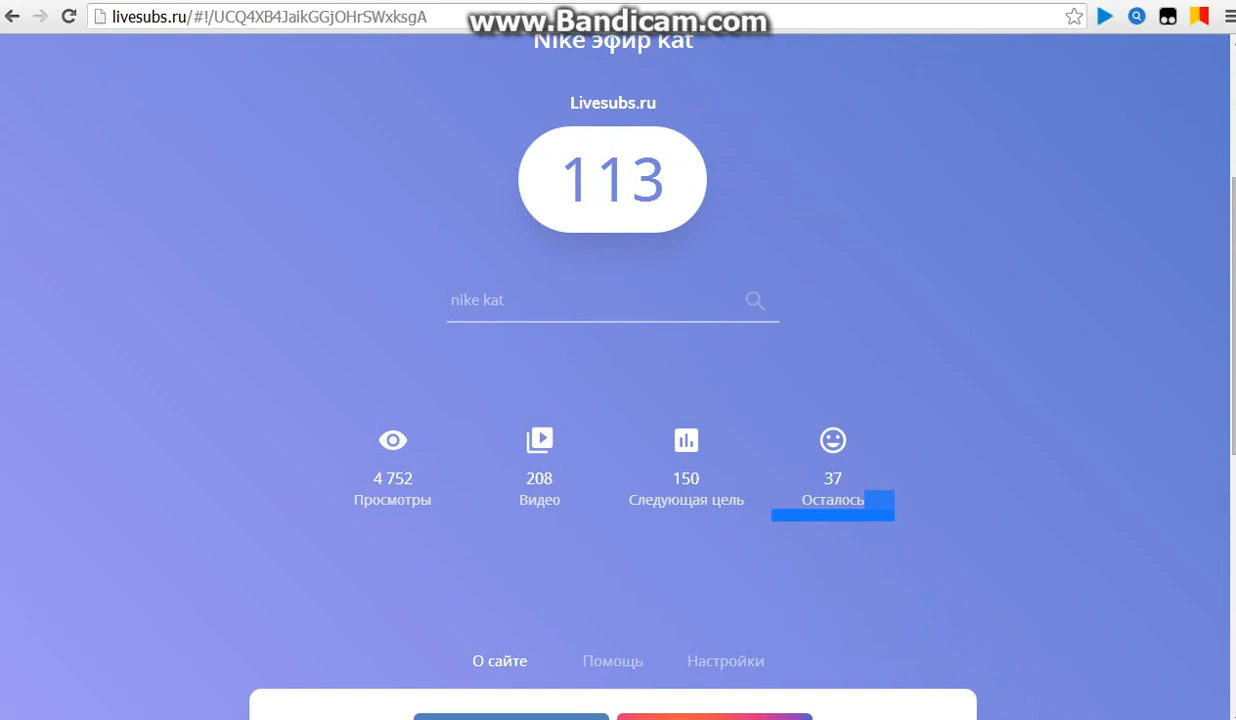 livesubs.ru/#!/UCQ4XB4JaikGGjOHrSWxksgA
www.Bandicam.com
Nike эфир kat
Livesubs.ru
113
nike kat
4 752
Просмотры
208
Видео
150
Следующая цель
37
Осталось
О сайте
Помощь
Настройки